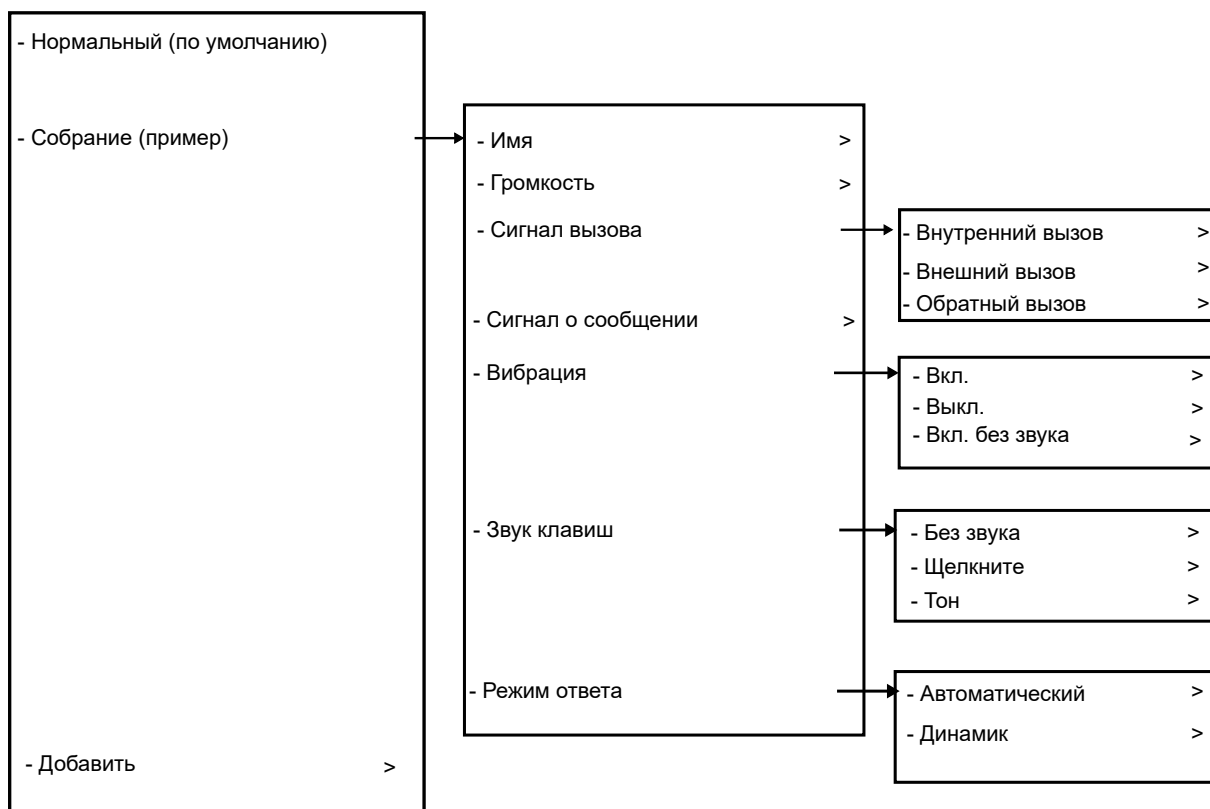 - Нормальный (по умолчанию)
- Собрание (пример)
- Добавить >
- Имя >
- Громкость >
- Сигнал вызова
- Сигнал о сообщении >
- Вибрация
- Звук клавиш
- Режим ответа
- Внутренний вызов >
- Внешний вызов >
- Обратный вызов >
- Вкл. >
- Выкл. >
- Вкл. без звука >
- Без звука >
- Щелкните >
- Тон >
- Автоматический >
- Динамик >